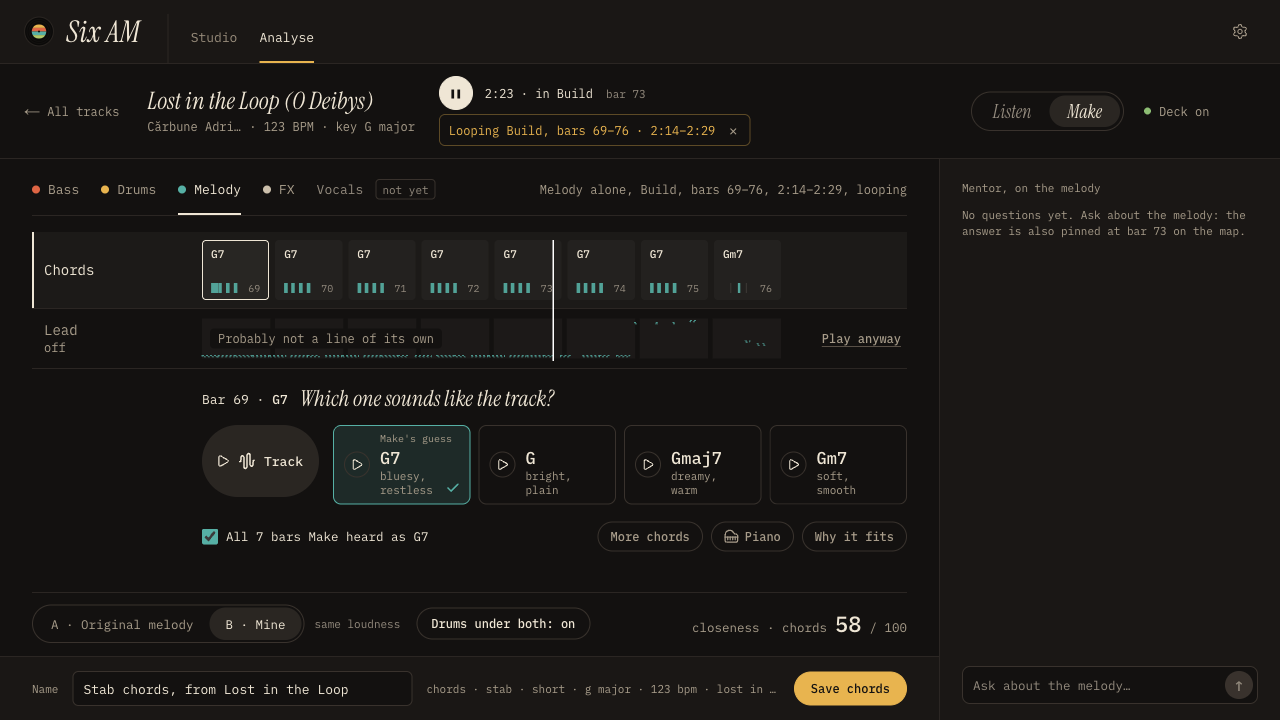 Six AM
Studio
Analyse
← All tracks
Lost in the Loop (O Deibys)
Cărbune Adri… · 123 BPM · key G major
2:23 · in Build bar 73
Looping Build, bars 69–76 · 2:14–2:29 ×
Listen
Make
Deck on
Bass
Drums
Melody
FX
Vocals
not yet
Melody alone, Build, bars 69–76, 2:14–2:29, looping
Chords
G7
69
G7
70
G7
71
G7
72
G7
73
G7
74
G7
75
Gm7
76
Lead
off
Probably not a line of its own
Play anyway
Bar 69 · G7 Which one sounds like the track?
Track
Make's guess
G7
bluesy,
restless
G
bright,
plain
Gmaj7
dreamy,
warm
Gm7
soft,
smooth
All 7 bars Make heard as G7
More chords
Piano
Why it fits
A · Original melody
B · Mine
same loudness
Drums under both: on
closeness · chords 58 / 100
Name
Stab chords, from Lost in the Loop
chords · stab · short · g major · 123 bpm · lost in …
Save chords
Mentor, on the melody
No questions yet. Ask about the melody: the
answer is also pinned at bar 73 on the map.
Ask about the melody…
↑